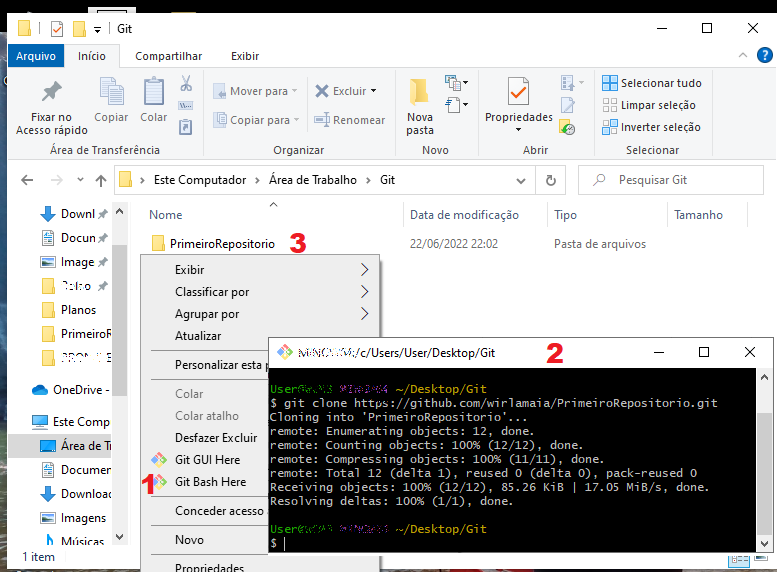 Git
Arquivo Início Compartilhar Exibir
Fixar no
Acesso rápido
Copiar
Colar
Área de Transferência
Mover para
Copiar para
Excluir
Renomear
Organizar
Nova
pasta
Novo
Propriedades
Abrir
Selecionar tudo
Limpar seleção
Inverter seleção
Selecionar
Este Computador > Área de Trabalho > Git
Pesquisar Git
Nome Data de modificação Tipo Tamanho
PrimeiroRepositorio 3 22/06/2022 22:02 Pasta de arquivos
Downl
Docun
Image
Planos
PrimeiroR
OneDrive -
Este Comp
Área de Tr
Documen
Download
Imagens
Músicas
1 item
Exibir
Classificar por
Agrupar por
Atualizar
Personalizar esta p
Colar
Colar atalho
Desfazer Excluir
Git GUI Here
1 Git Bash Here
Conceder acesso a
Novo
Propriedades
:/c/Users/User/Desktop/Git 2
User@ ~/Desktop/Git
$ git clone https://github.com/wirlamaia/PrimeiroRepositorio.git
Cloning into 'PrimeiroRepositorio'...
remote: Enumerating objects: 12, done.
remote: Counting objects: 100% (12/12), done.
remote: Compressing objects: 100% (11/11), done.
remote: Total 12 (delta 1), reused 0 (delta 0), pack-reused 0
Receiving objects: 100% (12/12), 85.26 KiB | 17.05 MiB/s, done.
Resolving deltas: 100% (1/1), done.
User@ ~/Desktop/Git
$